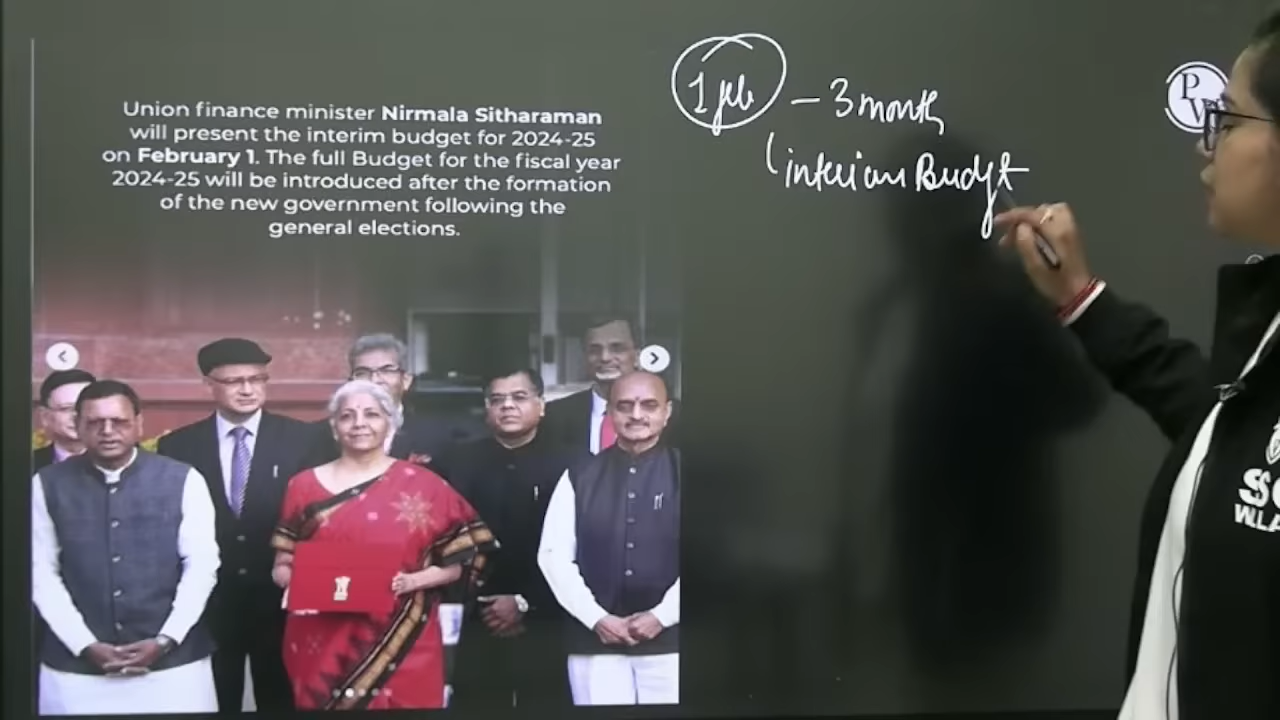 Union finance minister Nirmala Sitharaman
will present the interim budget for 2024-25
on February 1. The full Budget for the fiscal year
2024-25 will be introduced after the formation
of the new government following the
general elections.
1 feb - 3 month
(interim Budget
PW